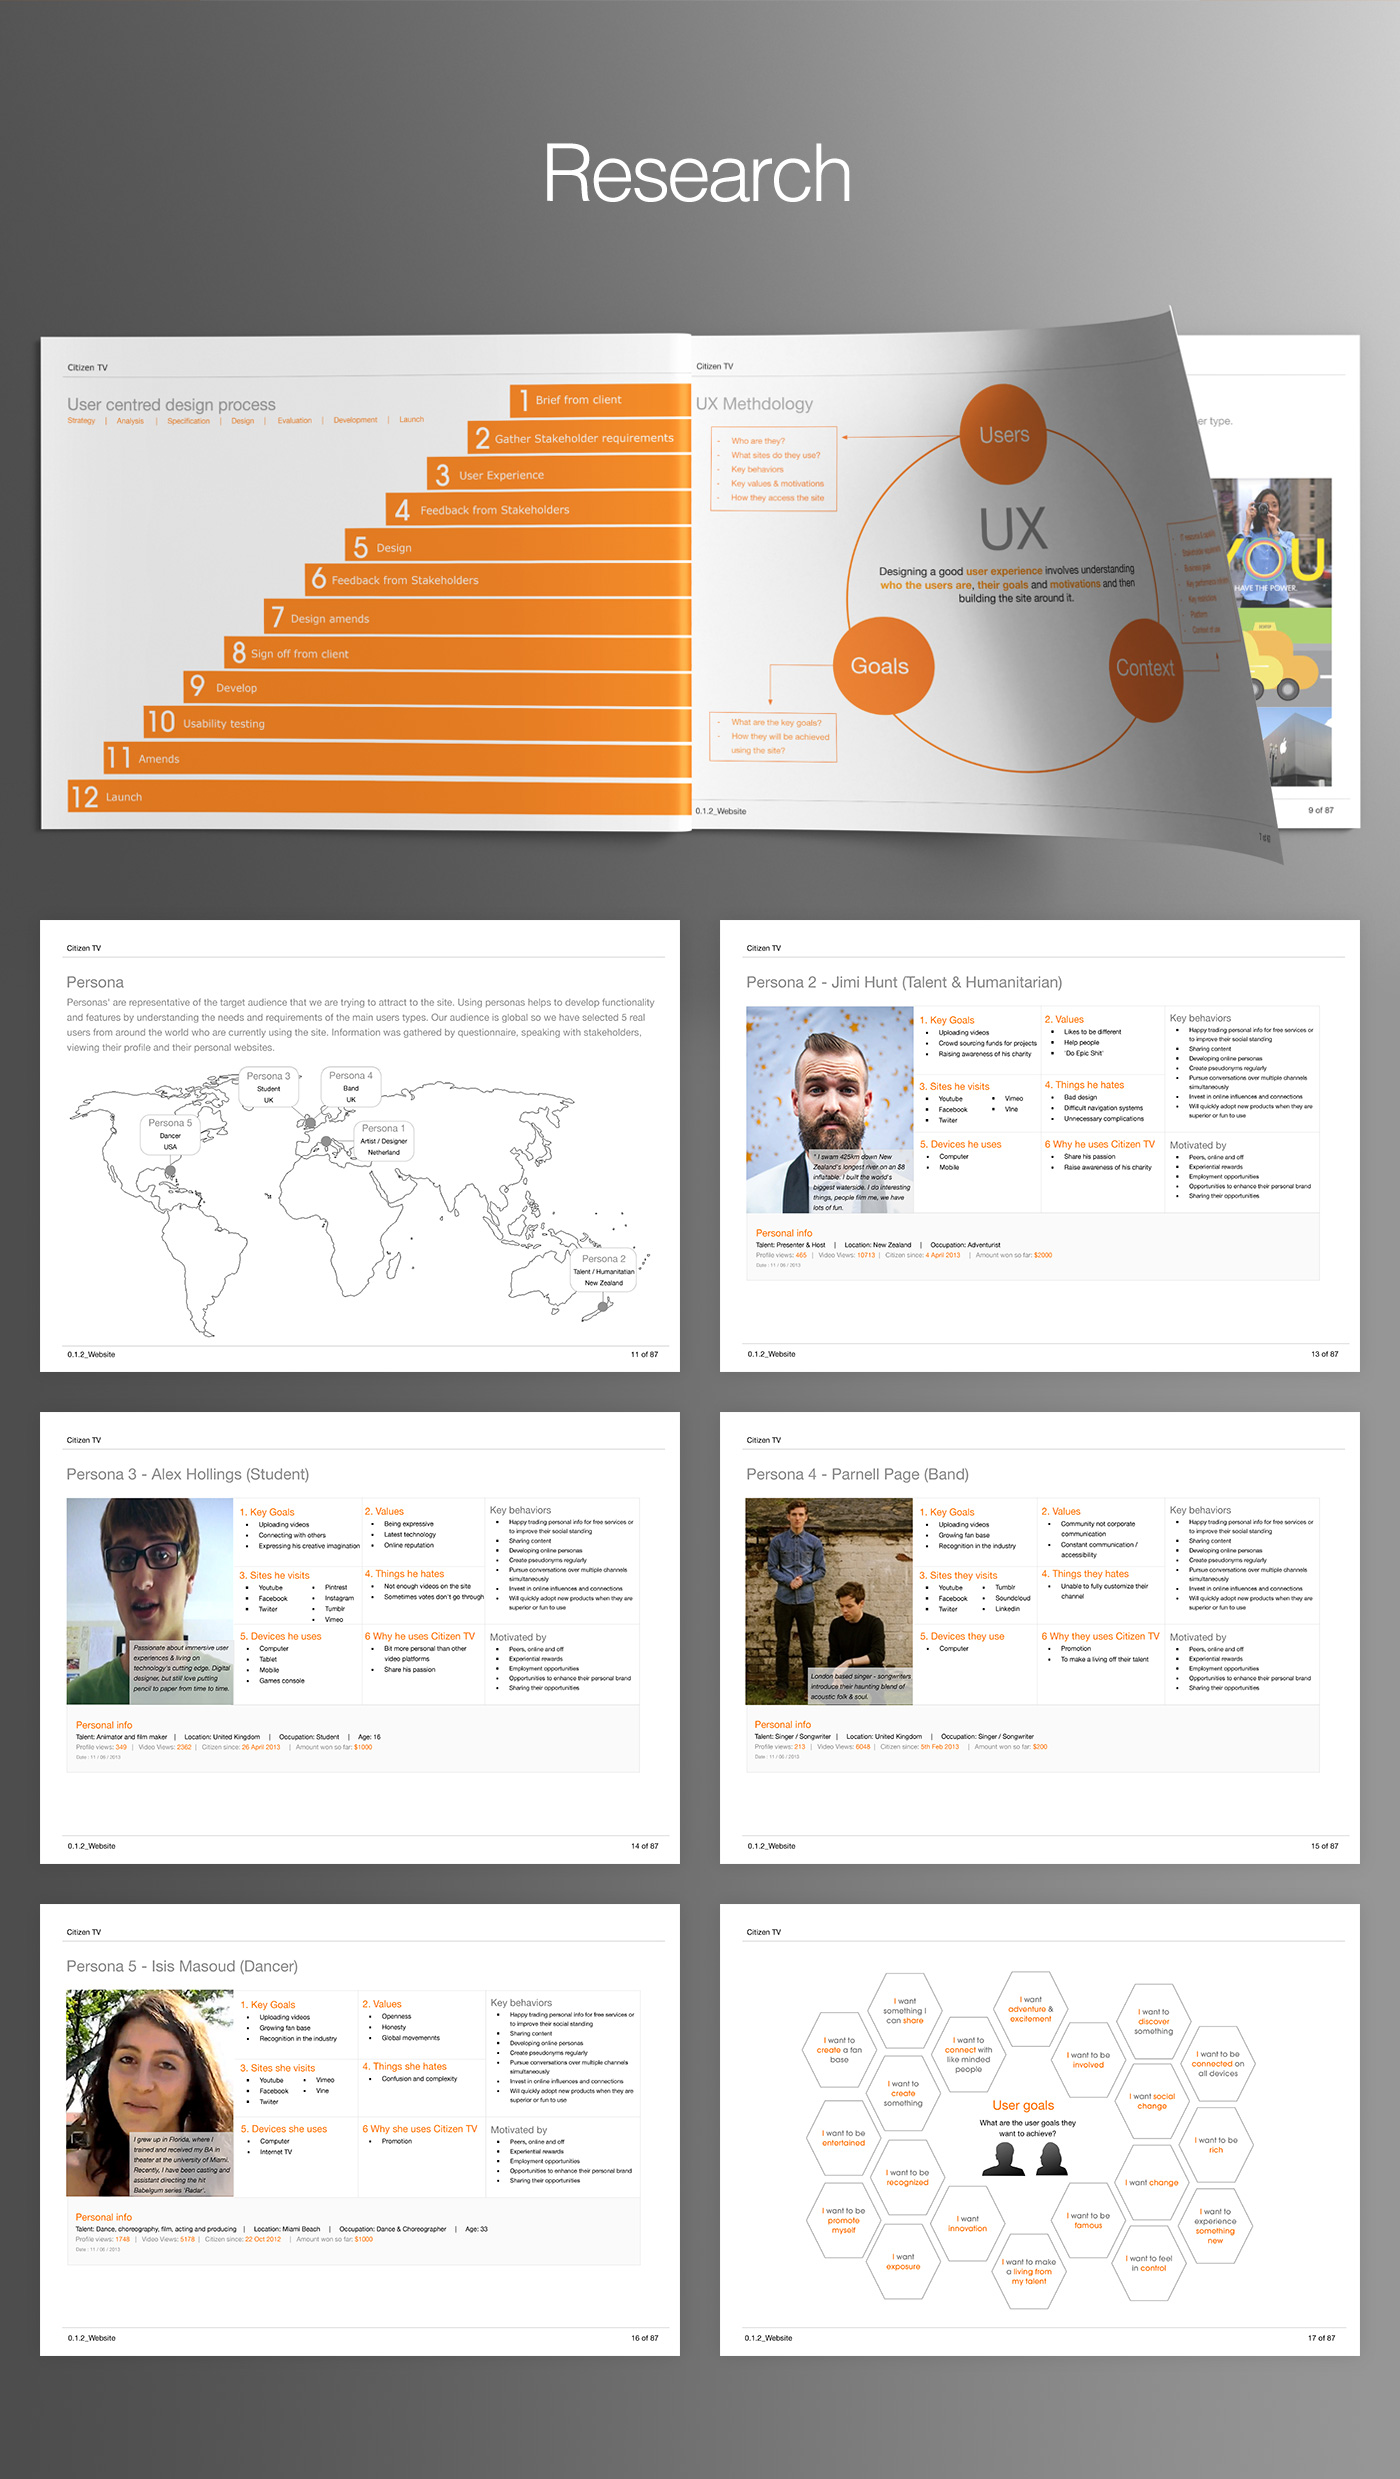 Research
Citizen TV
User centred design process
Strategy | Analysis | Specification | Design | Evaluation | Development | Launch
1 Brief from client
2 Gather Stakeholder requirements
3 User Experience
4 Feedback from Stakeholders
5 Design
6 Feedback from Stakeholders
7 Design amends
8 Sign off from client
9 Develop
10 Usability testing
11 Amends
12 Launch
Citizen TV
UX Methdology
- Who are they?
- What sites do they use?
- Key behaviors
- Key values & motivations
- How they access the site
Users
UX
Designing a good user experience involves understanding
who the users are, their goals and motivations and then
building the site around it.
Goals
Context
- What are the key goals?
- How they will be achieved
using the site?
0.1.2_Website
er type.
YOU
HAVE THE POWER.
9 of 87
Citizen TV
Persona
Personas' are representative of the target audience that we are trying to attract to the site. Using personas helps to develop functionality
and features by understanding the needs and requirements of the main users types. Our audience is global so we have selected 5 real
users from around the world who are currently using the site. Information was gathered by questionnaire, speaking with stakeholders,
viewing their profile and their personal websites.
Persona 3
Student
UK
Persona 4
Band
UK
Persona 5
Dancer
USA
Persona 1
Artist / Designer
Netherland
Persona 2
Talent / Humanitarian
New Zealand
0.1.2_Website
11 of 87
Citizen TV
Persona 2 - Jimi Hunt (Talent & Humanitarian)
" I swam 425km down New
Zealand's longest river on an $8
inflatable. I built the world's
biggest waterside. I do interesting
things, people film me, we have
lots of fun.
1. Key Goals
Uploading videos
Crowd sourcing funds for projects
Raising awareness of his charity
2. Values
Likes to be different
Help people
'Do Epic Shit'
3. Sites he visits
Youtube
Facebook
Twiter
Vimeo
Vine
4. Things he hates
Bad design
Difficult navigation systems
Unnecessary complications
5. Devices he uses
Computer
Mobile
6 Why he uses Citizen TV
Share his passion
Raise awareness of his charity
Key behaviors
Happy trading personal info for free services or
to improve their social standing
Sharing content
Developing online personas
Create pseudonyms regularly
Pursue conversations over multiple channels
simultaneously
Invest in online influences and connections
Will quickly adopt new products when they are
superior or fun to use
Motivated by
Peers, online and off
Experiential rewards
Employment opportunities
Opportunities to enhance their personal brand
Sharing their opportunities
Personal info
Talent: Presenter & Host | Location: New Zealand | Occupation: Adventurist
Profile views: 465 | Video Views: 10713 | Citizen since: 4 April 2013 | Amount won so far: $2000
Date : 11 / 06 / 2013
0.1.2_Website
13 of 87
Citizen TV
Persona 3 - Alex Hollings (Student)
Passionate about immersive user
experiences & living on
technology's cutting edge. Digital
designer, but still love putting
pencil to paper from time to time.
1. Key Goals
Uploading videos
Connecting with others
Expressing his creative imagination
2. Values
Being expressive
Latest technology
Online reputation
3. Sites he visits
Youtube
Facebook
Twiter
Pintrest
Instagram
Tumblr
Vimeo
4. Things he hates
Not enough videos on the site
Sometimes votes don't go through
5. Devices he uses
Computer
Tablet
Mobile
Games console
6 Why he uses Citizen TV
Bit more personal than other
video platforms
Share his passion
Key behaviors
Happy trading personal info for free services or
to improve their social standing
Sharing content
Developing online personas
Create pseudonyms regularly
Pursue conversations over multiple channels
simultaneously
Invest in online influences and connections
Will quickly adopt new products when they are
superior or fun to use
Motivated by
Peers, online and off
Experiential rewards
Employment opportunities
Opportunities to enhance their personal brand
Sharing their opportunities
Personal info
Talent: Animator and film maker | Location: United Kingdom | Occupation: Student | Age: 16
Profile views: 349 | Video Views: 2362 | Citizen since: 26 April 2013 | Amount won so far: $1000
Date : 11 / 06 / 2013
0.1.2_Website
14 of 87
Citizen TV
Persona 4 - Parnell Page (Band)
London based singer - songwriters
introduce their haunting blend of
acoustic folk & soul.
1. Key Goals
Uploading videos
Growing fan base
Recognition in the industry
2. Values
Community not corporate
communication
Constant communication /
accessibility
3. Sites they visits
Youtube
Facebook
Twiter
Tumblr
Soundcloud
Linkedin
4. Things they hates
Unable to fully customize their
channel
5. Devices they use
Computer
6 Why they uses Citizen TV
Promotion
To make a living off their talent
Key behaviors
Happy trading personal info for free services or
to improve their social standing
Sharing content
Developing online personas
Create pseudonyms regularly
Pursue conversations over multiple channels
simultaneously
Invest in online influences and connections
Will quickly adopt new products when they are
superior or fun to use
Motivated by
Peers, online and off
Experiential rewards
Employment opportunities
Opportunities to enhance their personal brand
Sharing their opportunities
Personal info
Talent: Singer / Songwriter | Location: United Kingdom | Occupation: Singer / Songwriter
Profile views: 213 | Video Views: 6048 | Citizen since: 5th Feb 2013 | Amount won so far: $200
Date : 11 / 06 / 2013
0.1.2_Website
15 of 87
Citizen TV
Persona 5 - Isis Masoud (Dancer)
I grew up in Florida, where I
trained and received my BA in
theater at the university of Miami.
Recently, I have been casting and
assistant directing the hit
Babelgum series 'Radar'.
1. Key Goals
Uploading videos
Growing fan base
Recognition in the industry
2. Values
Openness
Honesty
Global movemennts
3. Sites she visits
Youtube
Facebook
Twiter
Vimeo
Vine
4. Things she hates
Confusion and complexity
5. Devices she uses
Computer
Internet TV
6 Why she uses Citizen TV
Promotion
Key behaviors
Happy trading personal info for free services or
to improve their social standing
Sharing content
Developing online personas
Create pseudonyms regularly
Pursue conversations over multiple channels
simultaneously
Invest in online influences and connections
Will quickly adopt new products when they are
superior or fun to use
Motivated by
Peers, online and off
Experiential rewards
Employment opportunities
Opportunities to enhance their personal brand
Sharing their opportunities
Personal info
Talent: Dance, choreography, film, acting and producing | Location: Miami Beach | Occupation: Dance & Choreographer | Age: 33
Profile views: 1748 | Video Views: 5178 | Citizen since: 22 Oct 2012 | Amount won so far: $1000
Date : 11 / 06 / 2013
0.1.2_Website
16 of 87
Citizen TV
I want
something I
can share
I want
adventure &
excitement
I want to
discover
something
I want to
create a fan
base
I want to
connect with
like minded
people
I want to be
involved
I want to be
connected on
all devices
I want to
create
something
I want social
change
User goals
What are the user goals they
want to achieve?
I want to be
entertained
I want to be
rich
I want to be
recognized
I want change
I want to be
promote
myself
I want
innovation
I want to be
famous
I want to
experience
something
new
I want
exposure
I want to make
a living from
my talent
I want to feel
in control
0.1.2_Website
17 of 87